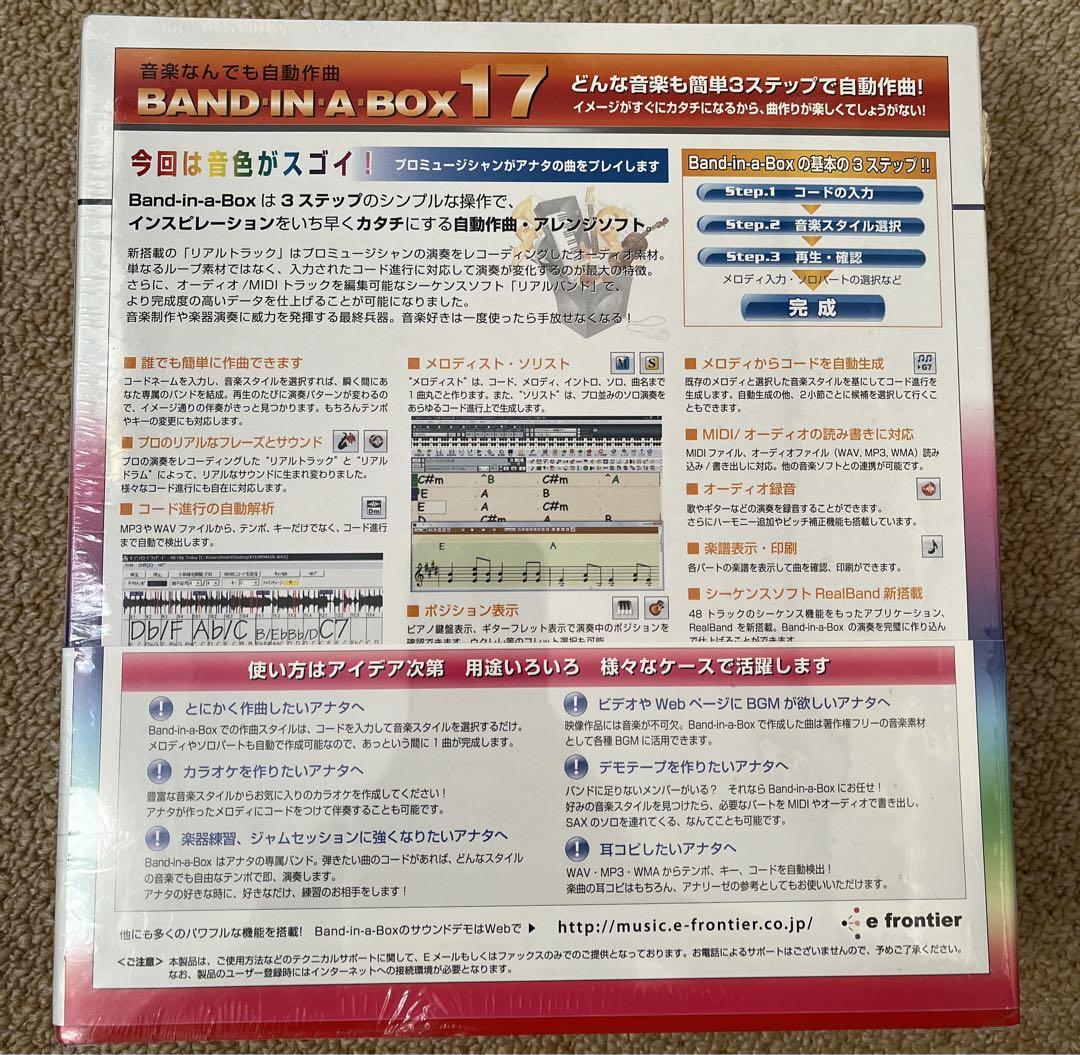 音楽なんでも自動作曲
BAND-IN-A-BOX 17
どんな音楽も簡単3ステップで自動作曲!
イメージがすぐにカタチになるから、曲作りが楽しくてしょうがない!
今回は音色がスゴイ！
プロミュージシャンがアナタの曲をプレイします
Band-in-a-Box は 3 ステップのシンプルな操作で、
インスピレーションをいち早くカタチにする自動作曲・アレンジソフト。
新搭載の「リアルトラック」はプロミュージシャンの演奏をレコーディングしたオーディオ素材。
単なるループ素材ではなく、入力されたコード進行に対応して演奏が変化するのが最大の特徴。
さらに、オーディオ /MIDI トラックを編集可能なシーケンスソフト「リアルバンド」で、
より完成度の高いデータを仕上げることが可能になりました。
音楽制作や楽器演奏に威力を発揮する最終兵器。音楽好きは一度使ったら手放せなくなる！
Band-in-a-Box の基本の 3 ステップ !!
Step.1 コードの入力
Step.2 音楽スタイル選択
Step.3 再生・確認
メロディ入力・ソロパートの選択など
完成
■ 誰でも簡単に作曲できます
コードネームを入力し、音楽スタイルを選択すれば、瞬く間にあ
なた専属のバンドを結成。再生のたびに演奏パターンが変わるの
で、イメージ通りの伴奏がきっと見つかります。もちろんテンポ
やキーの変更にも対応します。
■ プロのリアルなフレーズとサウンド
プロの演奏をレコーディングした "リアルトラック" と "リアル
ドラム" によって、リアルなサウンドに生まれ変わりました。
様々なコード進行にも自在に対応します。
■ コード進行の自動解析
Dm
MP3 や WAV ファイルから、テンポ、キーだけでなく、コード進行
まで自動で検出します。
Db/F Ab/C B/EbBb/D C7
■ メロディスト・ソリスト
M S
"メロディスト" は、コード、メロディ、イントロ、ソロ、曲名まで
1 曲丸ごと作ります。また、"ソリスト" は、プロ並みのソロ演奏を
あらゆるコード進行上で生成します。
C#m ^B C#m ^A
E A B
E A C#m
D C#m A B
E A
■ ポジション表示
ピアノ鍵盤表示、ギターフレット表示で演奏中のポジションを
確認できます。ウクレレ等のフレット選択も可能
■ メロディからコードを自動生成
G7
既存のメロディと選択した音楽スタイルを基にしてコード進行を
生成します。自動生成の他、2小節ごとに候補を選択して行くこ
ともできます。
■ MIDI/ オーディオの読み書きに対応
MIDI ファイル、オーディオファイル（WAV, MP3, WMA）読み
込み / 書き出しに対応。他の音楽ソフトとの連携が可能です。
■ オーディオ録音
歌やギターなどの演奏を録音することができます。
さらにハーモニー追加やピッチ補正機能も搭載しています。
■ 楽譜表示・印刷
各パートの楽譜を表示して曲を確認、印刷ができます。
■ シーケンスソフト RealBand 新搭載
48 トラックのシーケンス機能をもったアプリケーション、
RealBand を新搭載。Band-in-a-Box の演奏を完璧に作り込ん
で仕上げることができます。
使い方はアイデア次第 用途いろいろ 様々なケースで活躍します
とにかく作曲したいアナタへ
Band-in-a-Box での作曲スタイルは、コードを入力して音楽スタイルを選択するだけ。
メロディやソロパートも自動で作成可能なので、あっという間に 1 曲が完成します。
カラオケを作りたいアナタへ
豊富な音楽スタイルからお気に入りのカラオケを作成してください！
アナタが作ったメロディにコードをつけて伴奏することも可能です。
楽器練習、ジャムセッションに強くなりたいアナタへ
Band-in-a-Box はアナタの専属バンド。弾きたい曲のコードがあれば、どんなスタイル
の音楽でも自由なテンポで即、演奏します。
アナタの好きな時に、好きなだけ、練習のお相手をします！
ビデオや Web ページに BGM が欲しいアナタへ
映像作品には音楽が不可欠。Band-in-a-Box で作成した曲は著作権フリーの音楽素材
として各種 BGM に活用できます。
デモテープを作りたいアナタへ
バンドに足りないメンバーがいる？ それなら Band-in-a-Box にお任せ！
好みの音楽スタイルを見つけたら、必要なパートを MIDI やオーディオで書き出し。
SAX のソロを連れてくる、なんてことも可能です。
耳コピしたいアナタへ
WAV・MP3・WMA からテンポ、キー、コードを自動検出！
楽曲の耳コピはもちろん、アナリーゼの参考としてもお使いいただけます。
他にも多くのパワフルな機能を搭載! Band-in-a-BoxのサウンドデモはWebで ▶ http://music.e-frontier.co.jp/
e frontier
＜ご注意＞ 本製品は、ご使用方法などのテクニカルサポートに関して、E メールもしくはファックスのみでのご提供となっております。お電話によるサポートはございませんので、予めご了承ください。
なお、製品のユーザー登録時にはインターネットへの接続環境が必要となります。